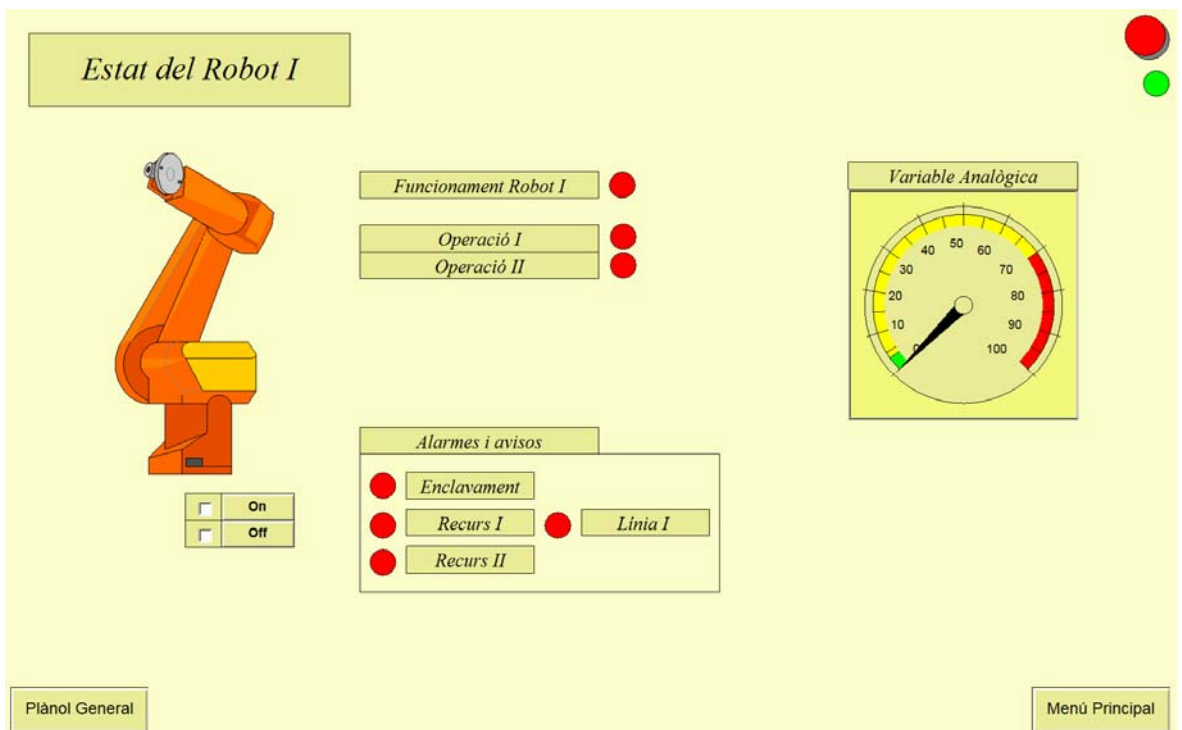 Estat del Robot I
Funcionament Robot I
Operació I
Operació II
Variable Analògica
0
10
20
30
40
50
60
70
80
90
100
On
Off
Alarmes i avisos
Enclavament
Recurs I
Línia I
Recurs II
Plànol General
Menú Principal